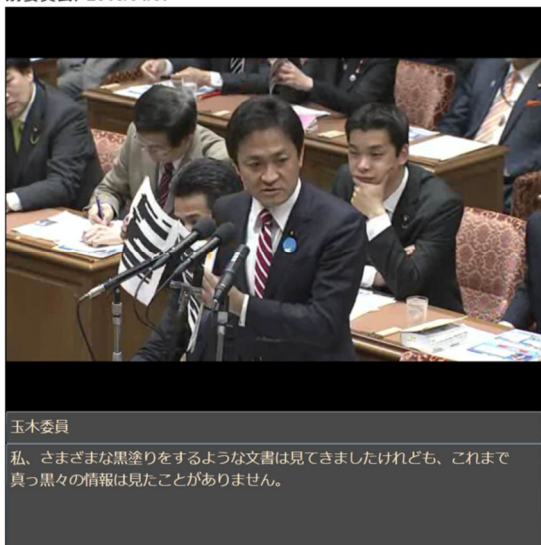 玉木委員
私、さまざまな黒塗りをするような文書は見てきましたけれども、これまで
真っ黒々の情報は見たことがありません。